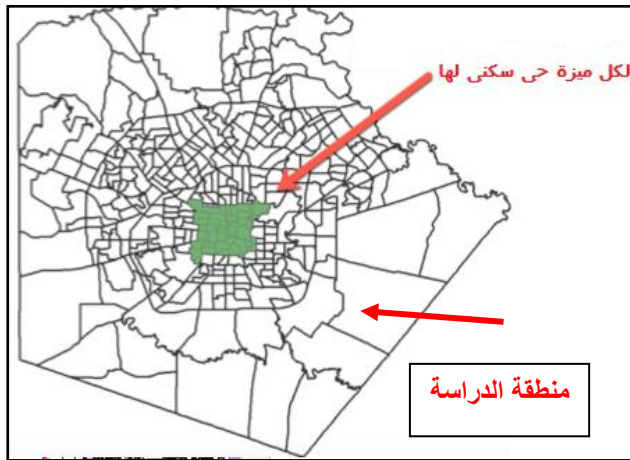 لكل ميزة حى سكنى لها
منطقة الدراسة